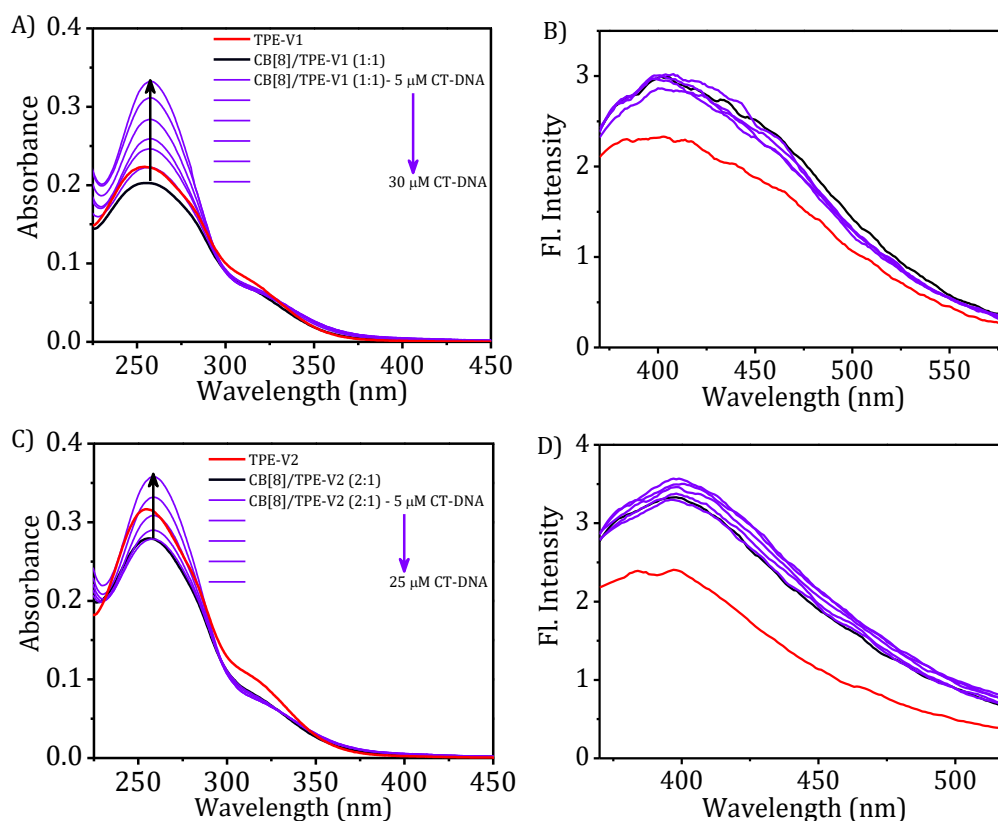 A)
0.4
0.3
0.2
0.1
0.0
Absorbance
TPE-V1
CB[8]/TPE-V1 (1:1)
CB[8]/TPE-V1 (1:1)- 5 µM CT-DNA
30 µM CT-DNA
250 300 350 400 450
Wavelength (nm)
B)
4
3
2
1
0
Fl. Intensity
400 450 500 550
Wavelength (nm)
C)
0.4
0.3
0.2
0.1
0.0
Absorbance
TPE-V2
CB[8]/TPE-V2 (2:1)
CB[8]/TPE-V2 (2:1) - 5 µM CT-DNA
25 µM CT-DNA
250 300 350 400 450
Wavelength (nm)
D)
4
3
2
1
0
Fl. Intensity
400 450 500
Wavelength (nm)